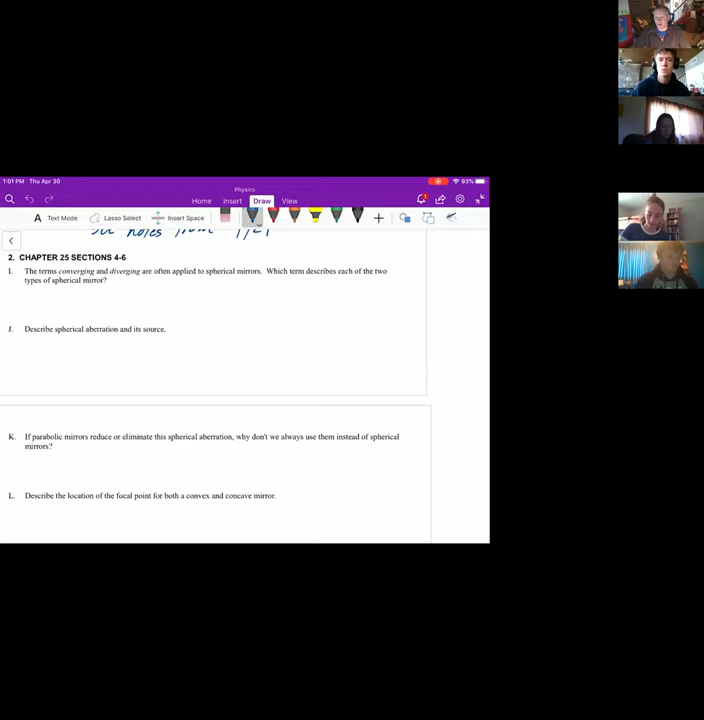 1:01 PM Thu Apr 30
93%
Physics
Home Insert Draw View
A Text Mode Lasso Select Insert Space
notes from
2. CHAPTER 25 SECTIONS 4-6
I. The terms converging and diverging are often applied to spherical mirrors. Which term describes each of the two
types of spherical mirror?
J. Describe spherical aberration and its source.
K. If parabolic mirrors reduce or eliminate this spherical aberration, why don't we always use them instead of spherical
mirrors?
L. Describe the location of the focal point for both a convex and concave mirror.